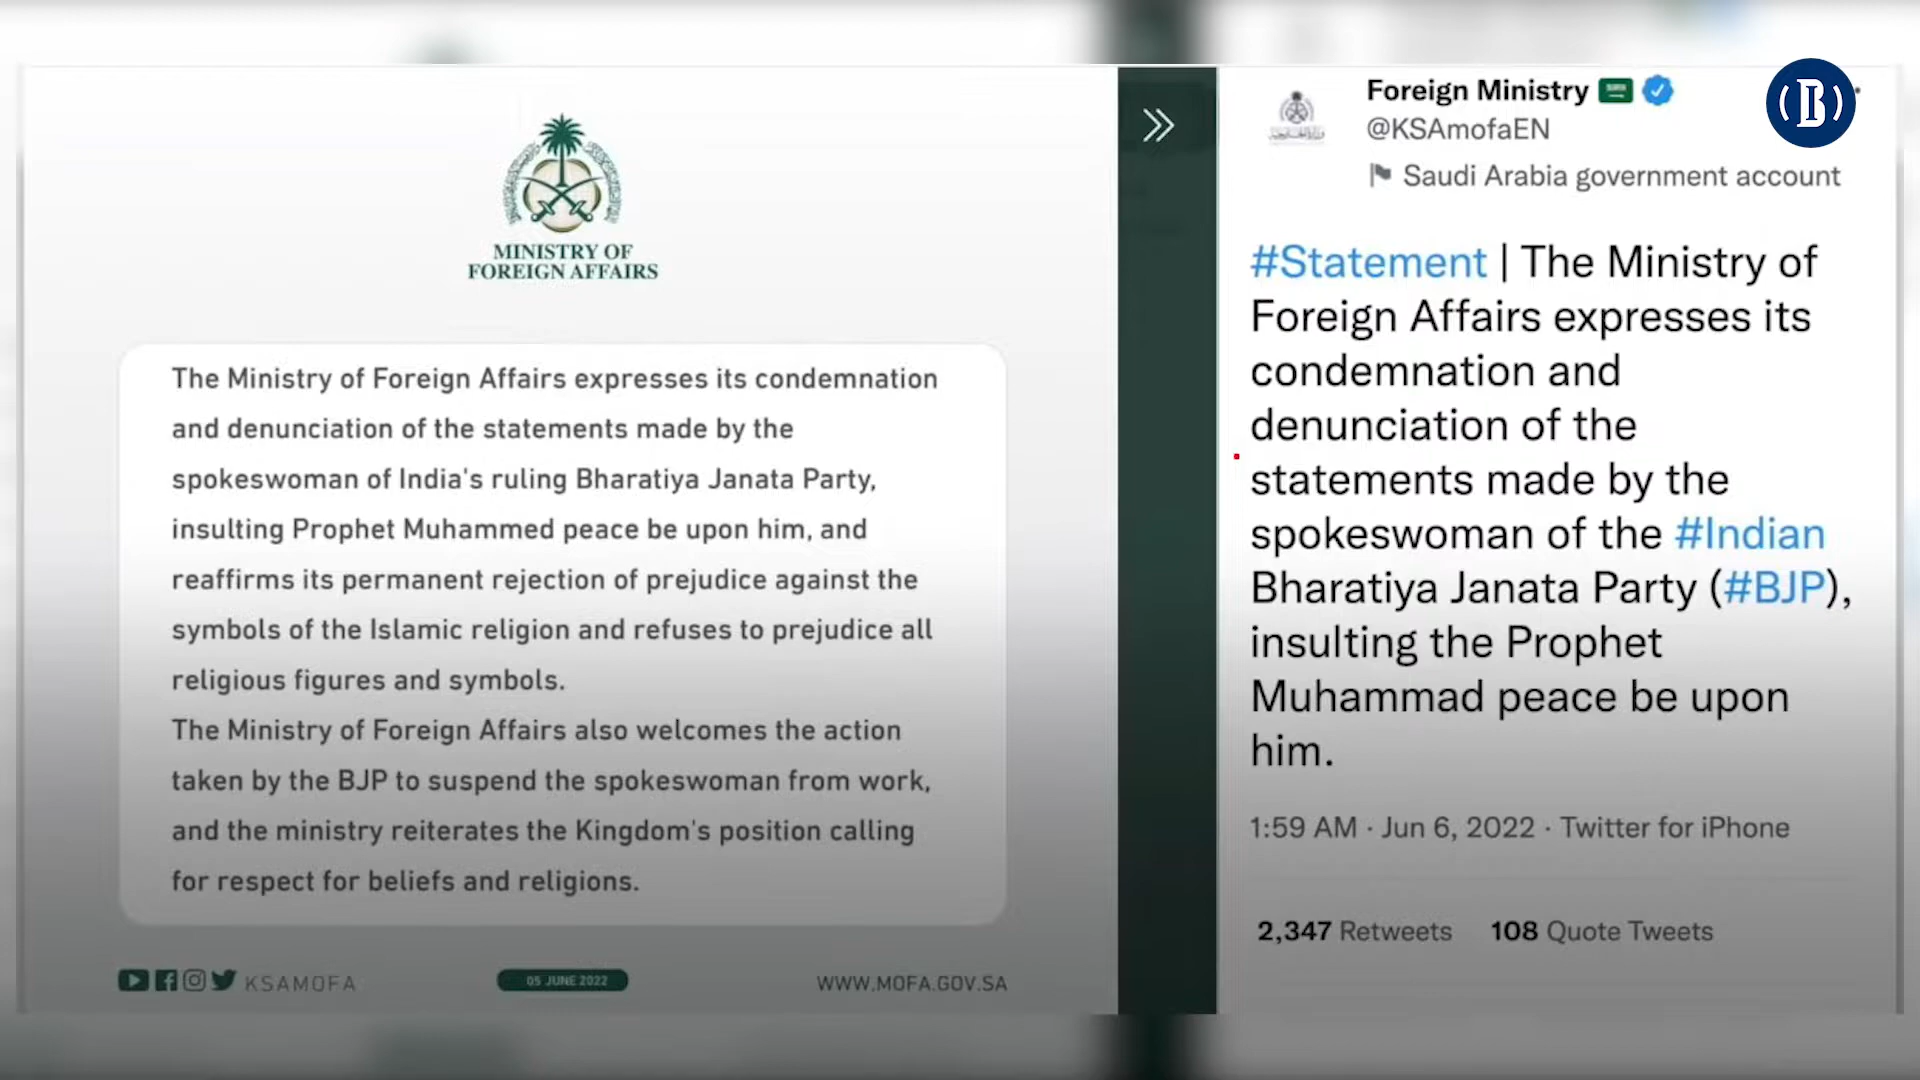 MINISTRY OF
FOREIGN AFFAIRS
The Ministry of Foreign Affairs expresses its condemnation
and denunciation of the statements made by the
spokeswoman of India's ruling Bharatiya Janata Party,
insulting Prophet Muhammed peace be upon him, and
reaffirms its permanent rejection of prejudice against the
symbols of the Islamic religion and refuses to prejudice all
religious figures and symbols.
The Ministry of Foreign Affairs also welcomes the action
taken by the BJP to suspend the spokeswoman from work,
and the ministry reiterates the Kingdom's position calling
for respect for beliefs and religions.
KSAMOFA
05 JUNE 2022
WWW.MOFA.GOV.SA
Foreign Ministry
@KSAmofaEN
Saudi Arabia government account
#Statement | The Ministry of
Foreign Affairs expresses its
condemnation and
denunciation of the
statements made by the
spokeswoman of the #Indian
Bharatiya Janata Party (#BJP),
insulting the Prophet
Muhammad peace be upon
him.
1:59 AM · Jun 6, 2022 · Twitter for iPhone
2,347 Retweets 108 Quote Tweets
B